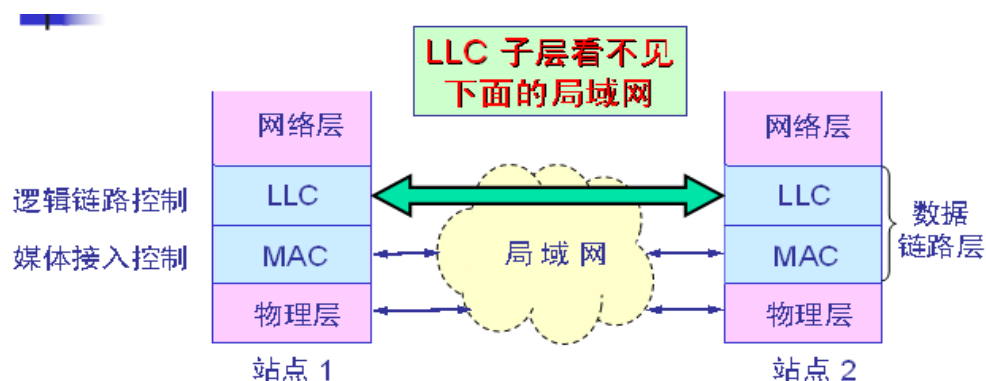 LLC 子层看不见
下面的局域网
网络层
网络层
逻辑链路控制
LLC
LLC
数据
链路层
媒体接入控制
MAC
局域网
MAC
物理层
物理层
站点 1
站点 2